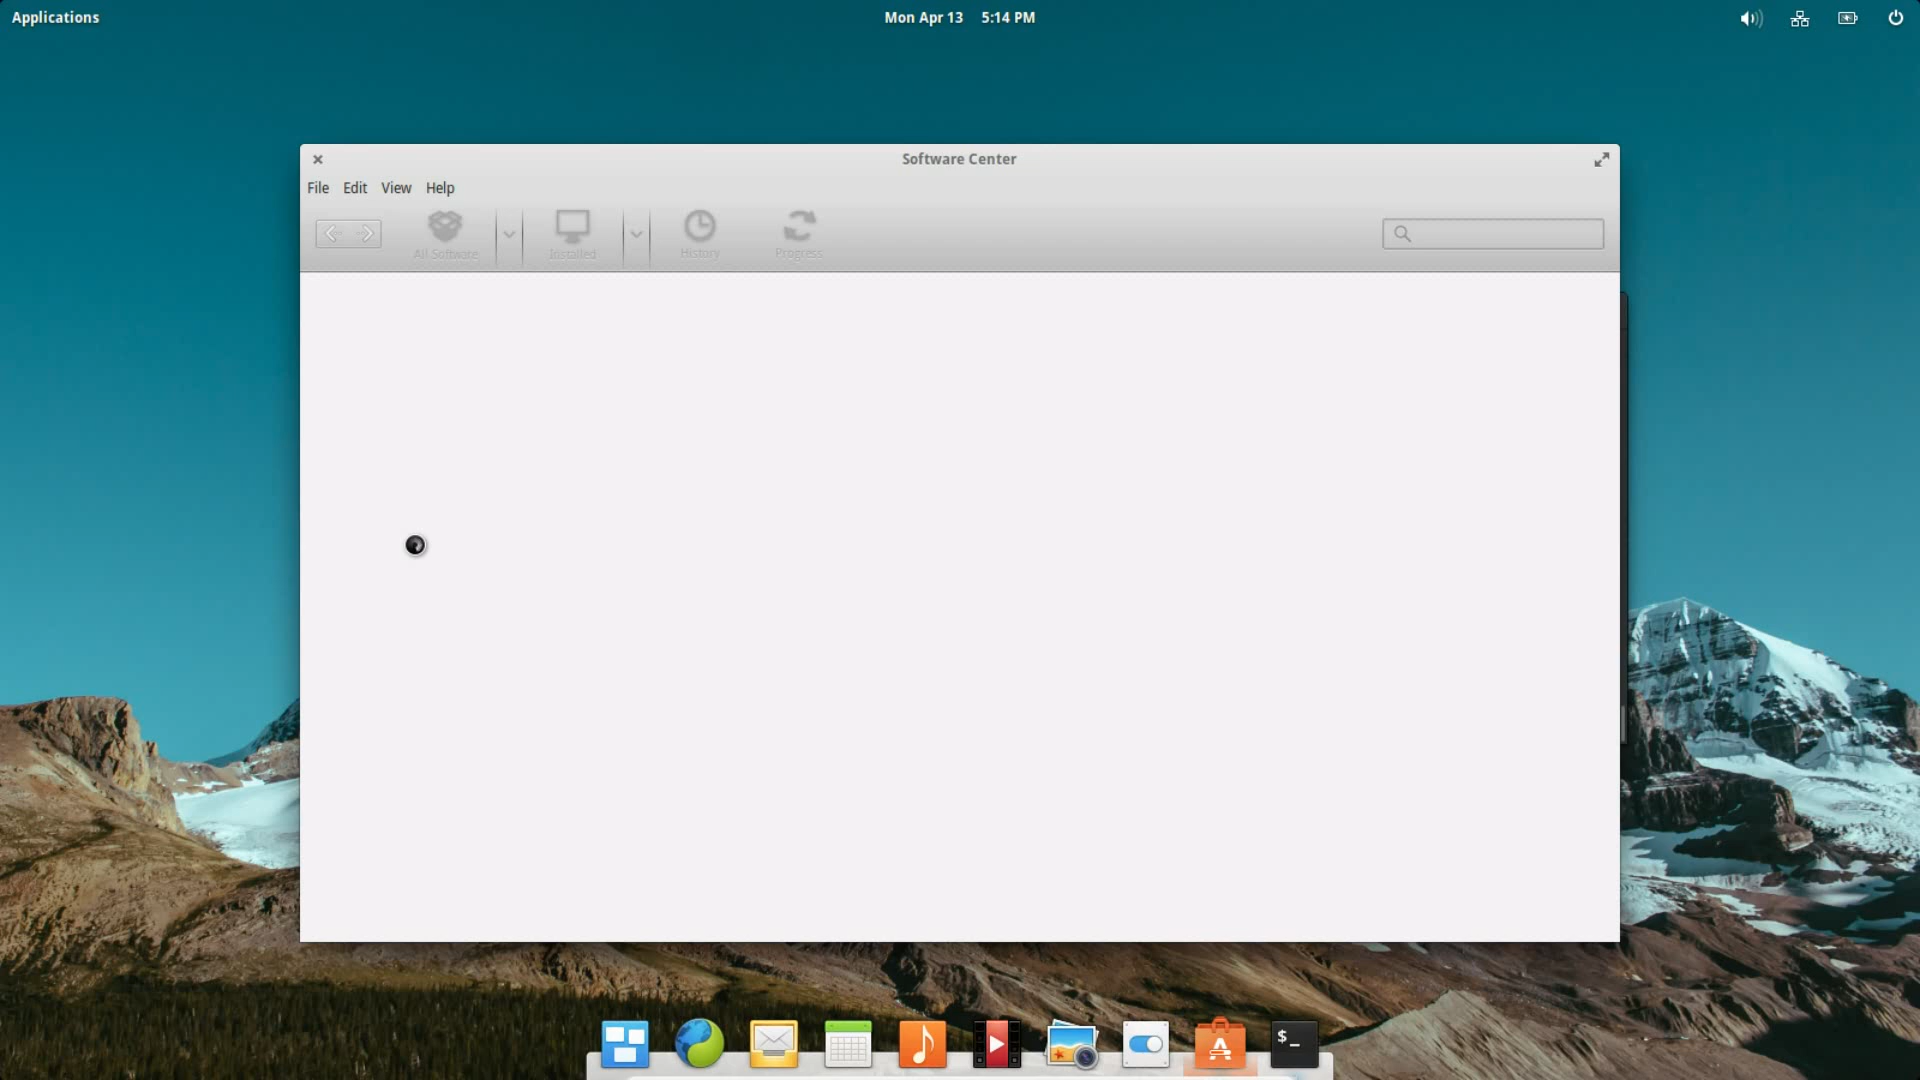 Applications
Mon Apr 13 5:14 PM
Software Center
File Edit View Help
All Software
Installed
History
Progress
A
$_